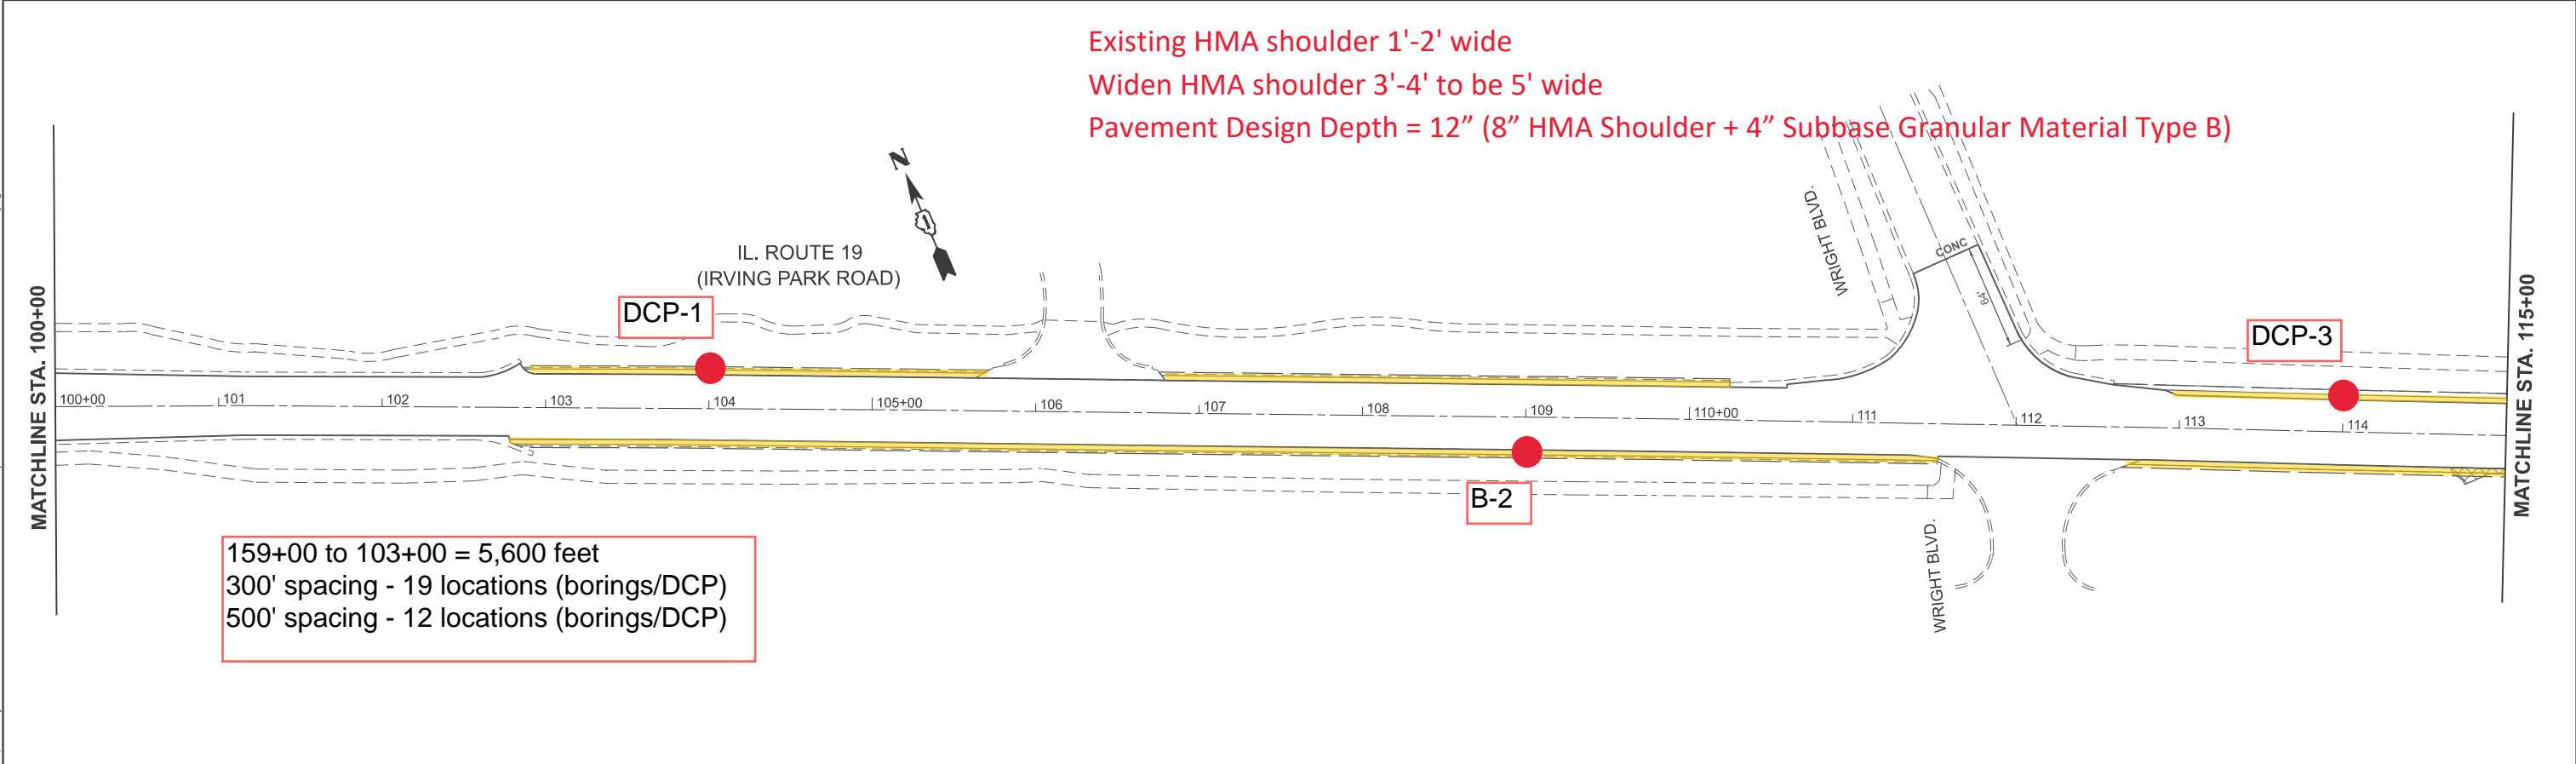 Existing HMA shoulder 1'-2' wide
Widen HMA shoulder 3'-4' to be 5' wide
Pavement Design Depth = 12” (8” HMA Shoulder + 4” Subbase Granular Material Type B)
N
IL. ROUTE 19
(IRVING PARK ROAD)
WRIGHT BLVD.
CONC
64'
DCP-1
DCP-3
MATCHLINE STA. 100+00
MATCHLINE STA. 115+00
100+00 101 102 103 104 105+00 106 107 108 109 110+00 111 112 113 114
B-2
WRIGHT BLVD.
159+00 to 103+00 = 5,600 feet
300' spacing - 19 locations (borings/DCP)
500' spacing - 12 locations (borings/DCP)